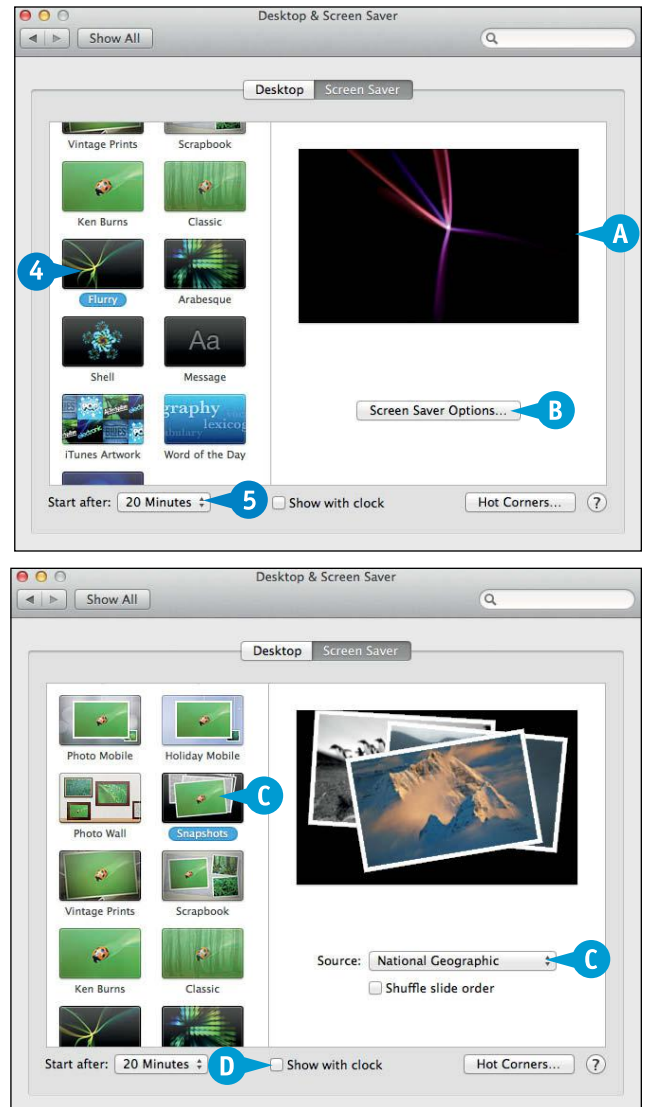 Desktop & Screen Saver
Show All
Desktop Screen Saver
Vintage Prints Scrapbook
Ken Burns Classic
4
A
Flurry Arabesque
Aa
Shell Message
Screen Saver Options... B
graphy
lexicog
iTunes Artwork Word of the Day
Start after: 20 Minutes 5 Show with clock Hot Corners... ?
Desktop & Screen Saver
Show All
Desktop Screen Saver
Photo Mobile Holiday Mobile
C
Photo Wall Snapshots
Vintage Prints Scrapbook
Source: National Geographic C
Ken Burns Classic
Shuffle slide order
Start after: 20 Minutes D Show with clock Hot Corners... ?